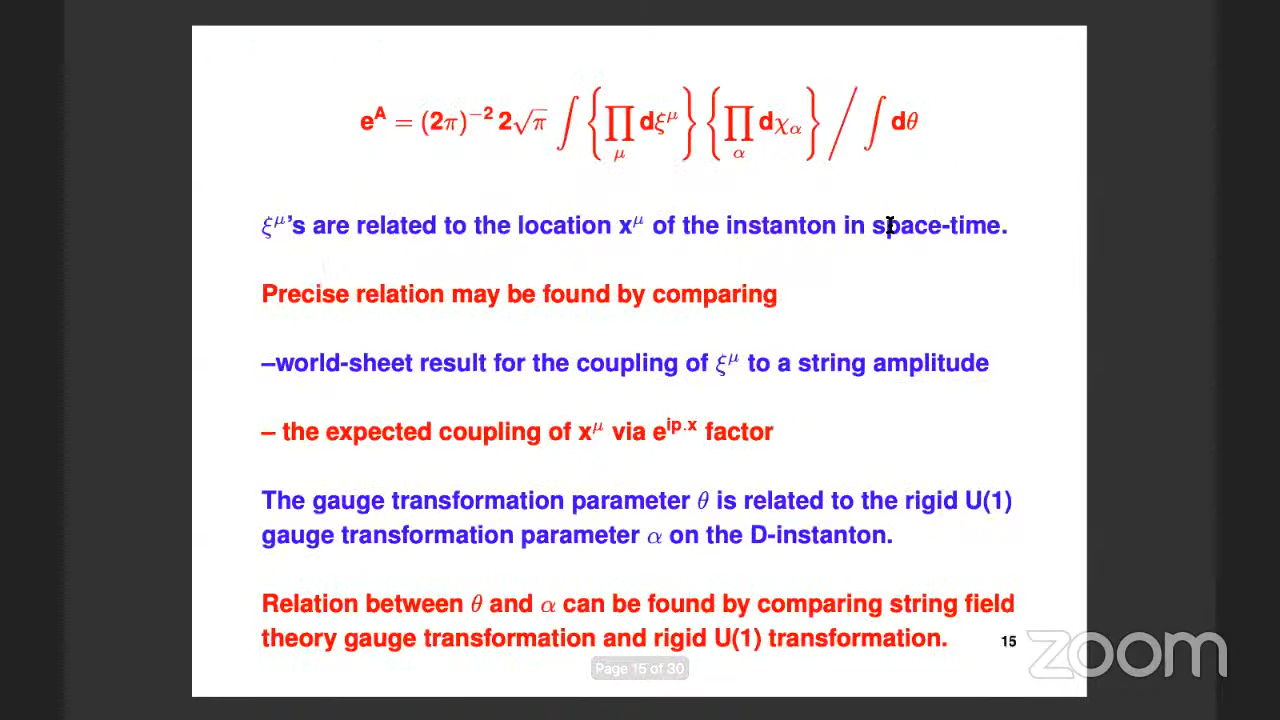 e^A = (2π)^{-2} 2√π ∫ { ∏_μ dξ^μ } { ∏_α dχ_α } / ∫ dθ
ξ^μ's are related to the location x^μ of the instanton in space-time.
Precise relation may be found by comparing
–world-sheet result for the coupling of ξ^μ to a string amplitude
– the expected coupling of x^μ via e^{ip.x} factor
The gauge transformation parameter θ is related to the rigid U(1)
gauge transformation parameter α on the D-instanton.
Relation between θ and α can be found by comparing string field
theory gauge transformation and rigid U(1) transformation.
15
Page 15 of 30
zoom